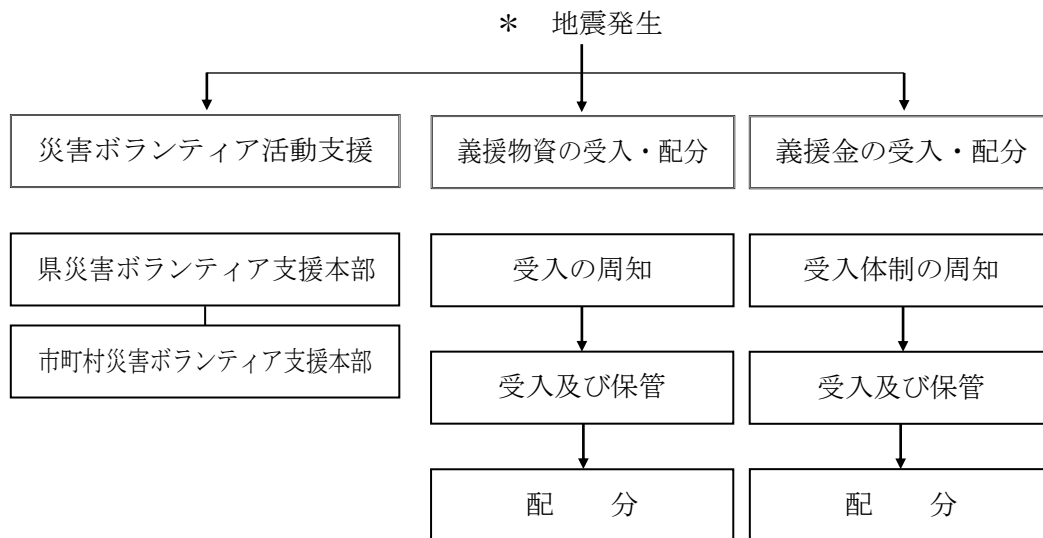 ＊　地震発生
災害ボランティア活動支援
義援物資の受入・配分
義援金の受入・配分
県災害ボランティア支援本部
受入の周知
受入体制の周知
市町村災害ボランティア支援本部
受入及び保管
受入及び保管
配　　分
配　　分